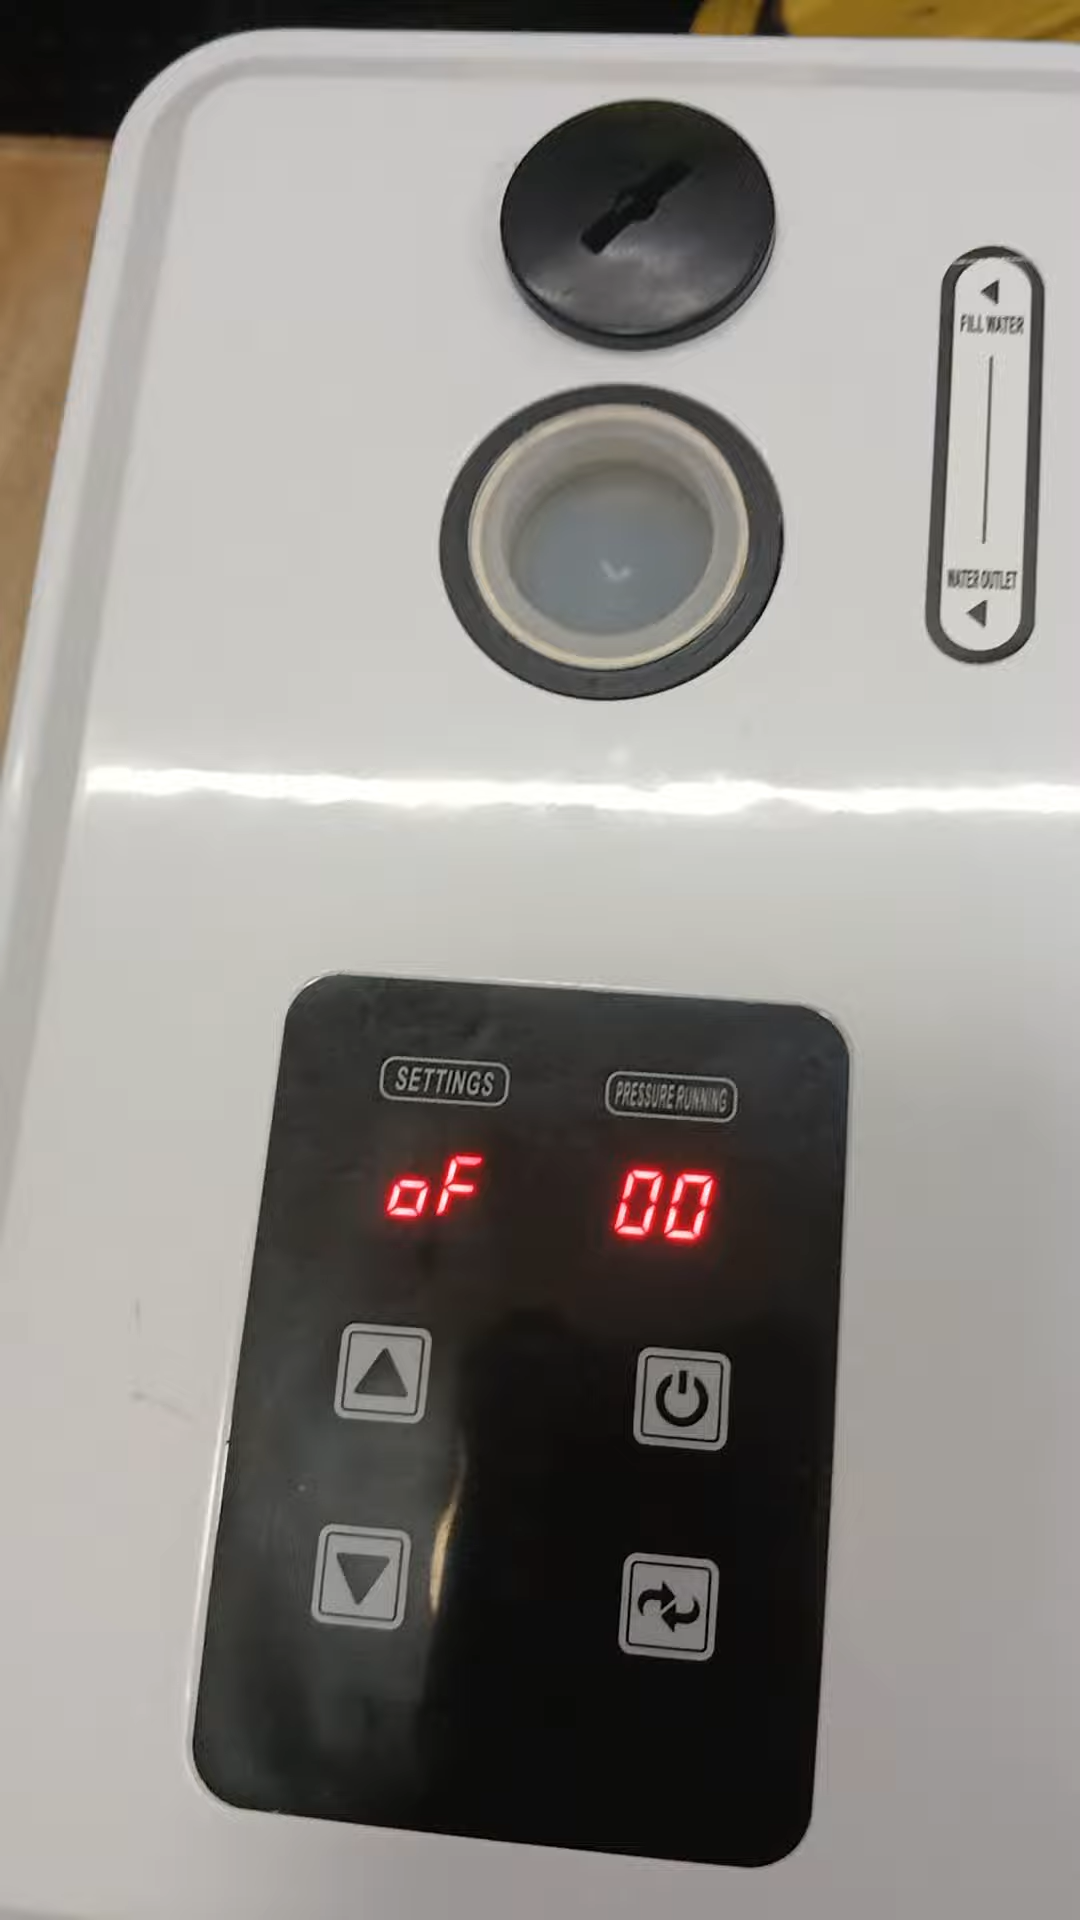 FILL WATER
WATER OUTLET
SETTINGS
PRESSURE RUNNING
oF
00